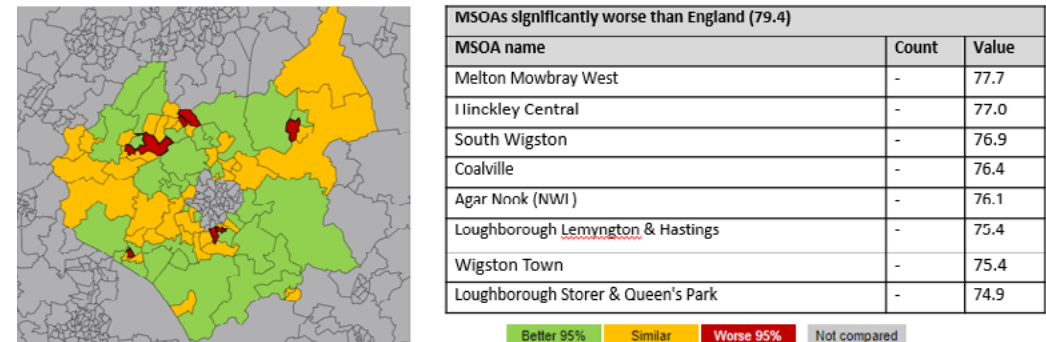 MSOAs significantly worse than England (79.4)
MSOA name Count Value
Melton Mowbray West - 77.7
Hinckley Central - 77.0
South Wigston - 76.9
Coalville - 76.4
Agar Nook (NWL) - 76.1
Loughborough Lemyngton & Hastings - 75.4
Wigston Town - 75.4
Loughborough Storer & Queen's Park - 74.9
Better 95% Similar Worse 95% Not compared